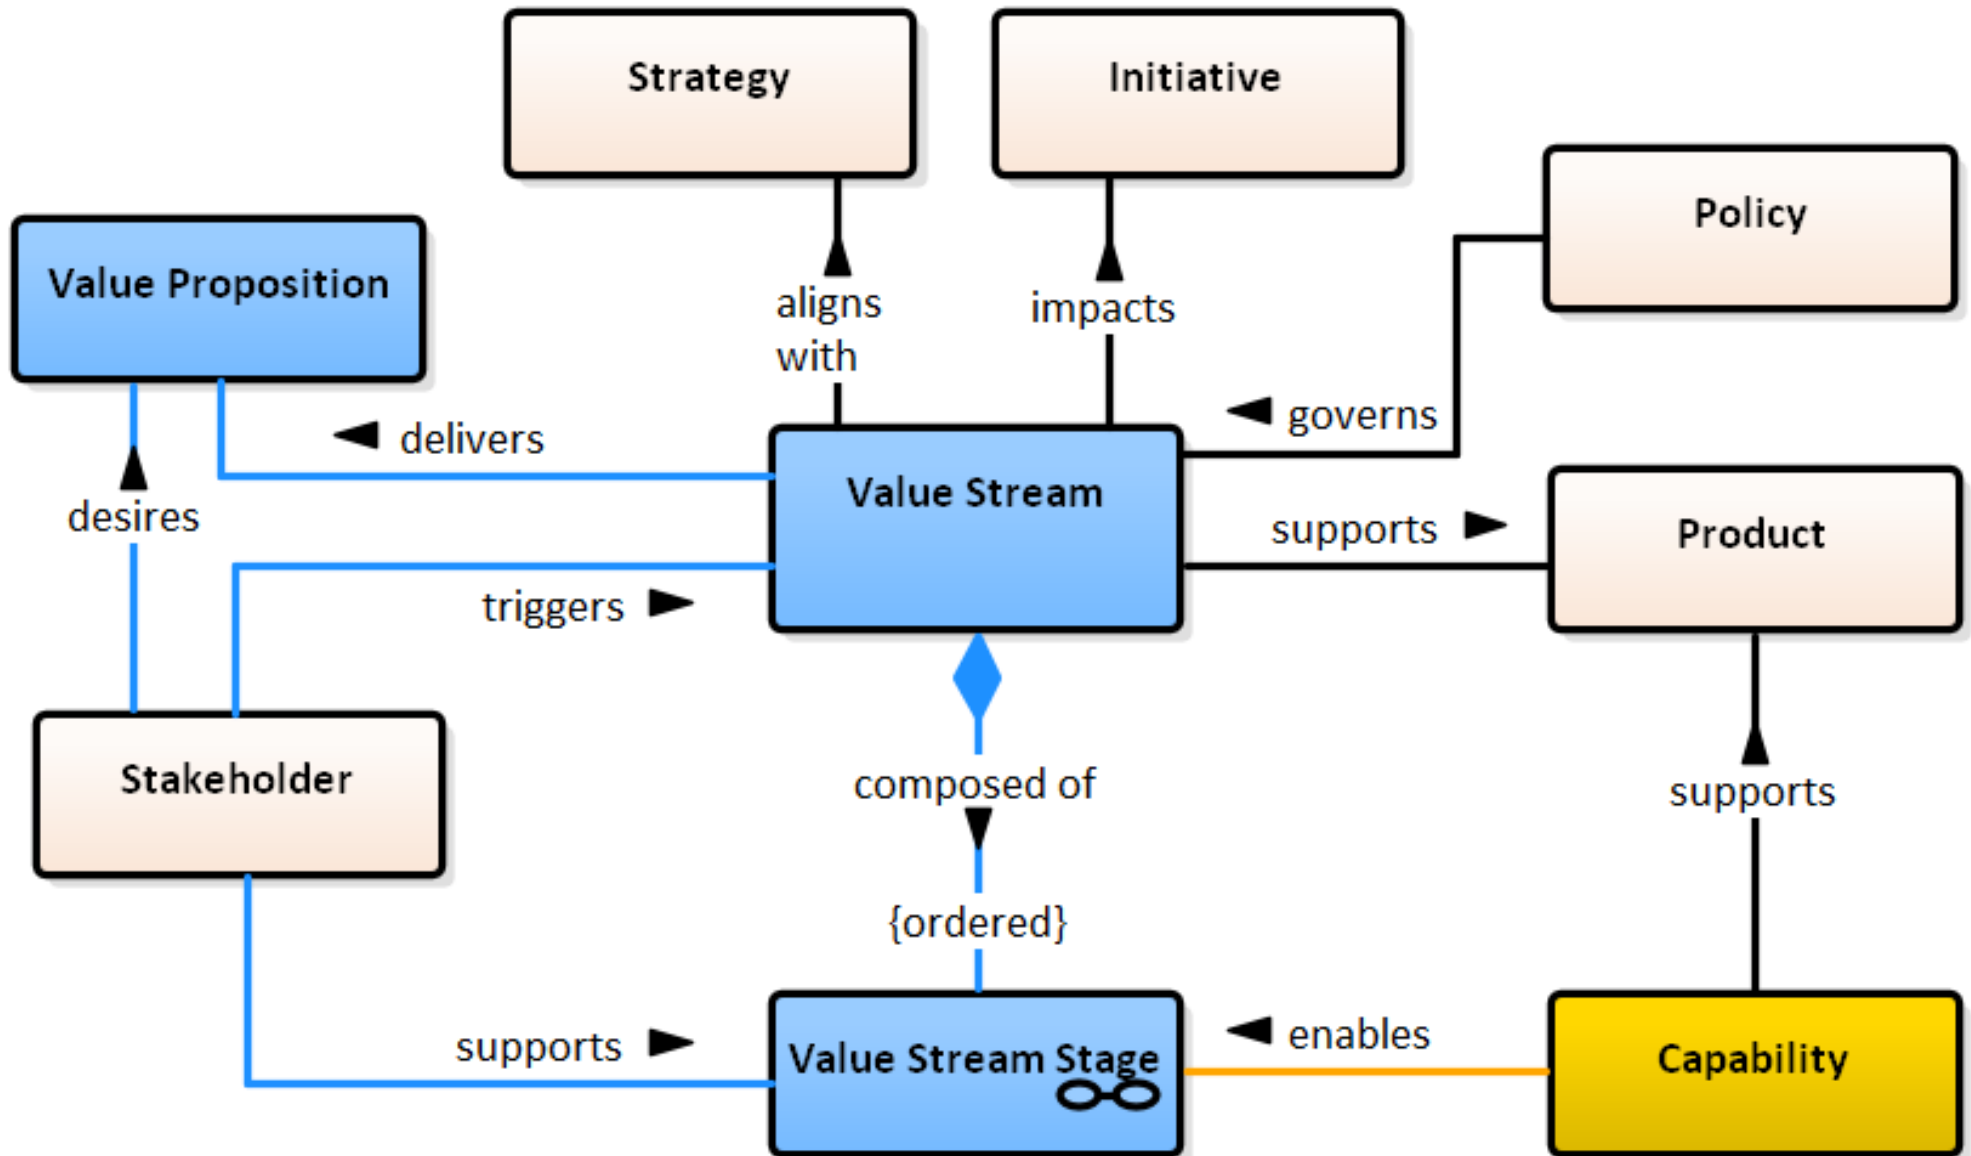 Strategy
Initiative
Policy
Value Proposition
aligns
with
impacts
governs
delivers
Value Stream
desires
supports
Product
triggers
Stakeholder
composed of
supports
{ordered}
supports
Value Stream Stage
enables
Capability